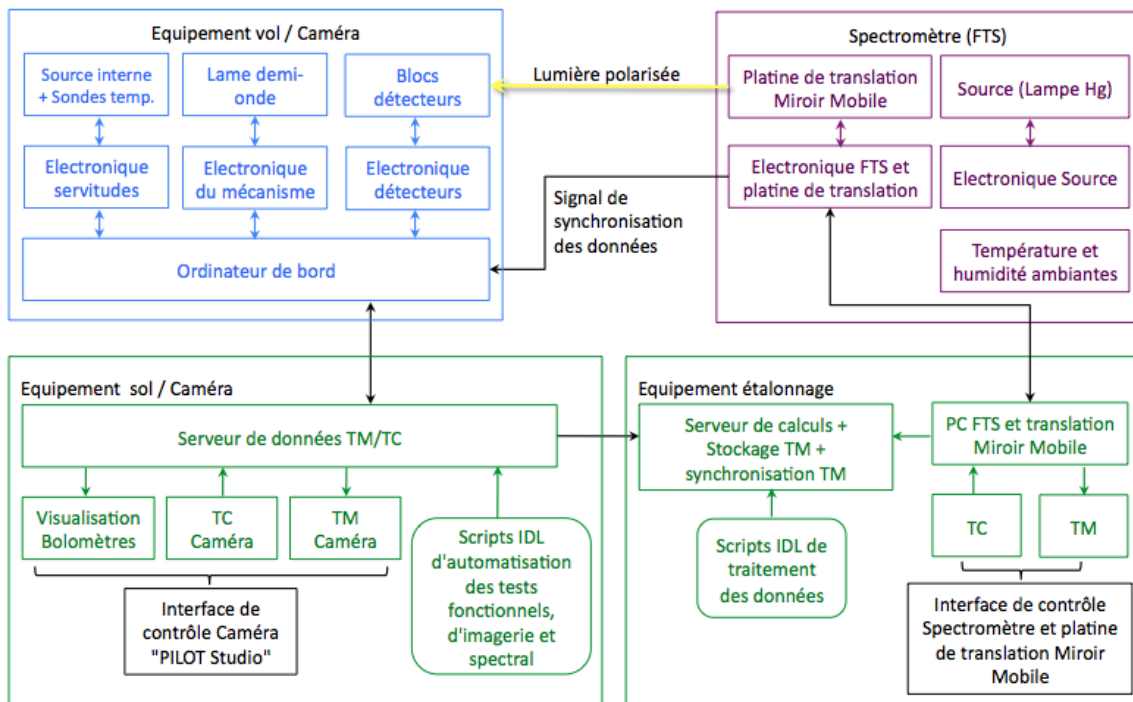 Equipement vol / Caméra
Source interne
+ Sondes temp.
Lame demi-
onde
Blocs
détecteurs
Electronique
servitudes
Electronique
du mécanisme
Electronique
détecteurs
Ordinateur de bord
Lumière polarisée
Signal de
synchronisation
des données
Spectromètre (FTS)
Platine de translation
Miroir Mobile
Source (Lampe Hg)
Electronique FTS et
platine de translation
Electronique Source
Température et
humidité ambiantes
Equipement sol / Caméra
Serveur de données TM/TC
Visualisation
Bolomètres
TC
Caméra
TM
Caméra
Scripts IDL
d'automatisation
des tests
fonctionnels,
d'imagerie et
spectral
Interface de
contrôle Caméra
"PILOT Studio"
Equipement étalonnage
Serveur de calculs +
Stockage TM +
synchronisation TM
PC FTS et translation
Miroir Mobile
Scripts IDL de
traitement
des données
TC
TM
Interface de contrôle
Spectromètre et platine
de translation Miroir
Mobile